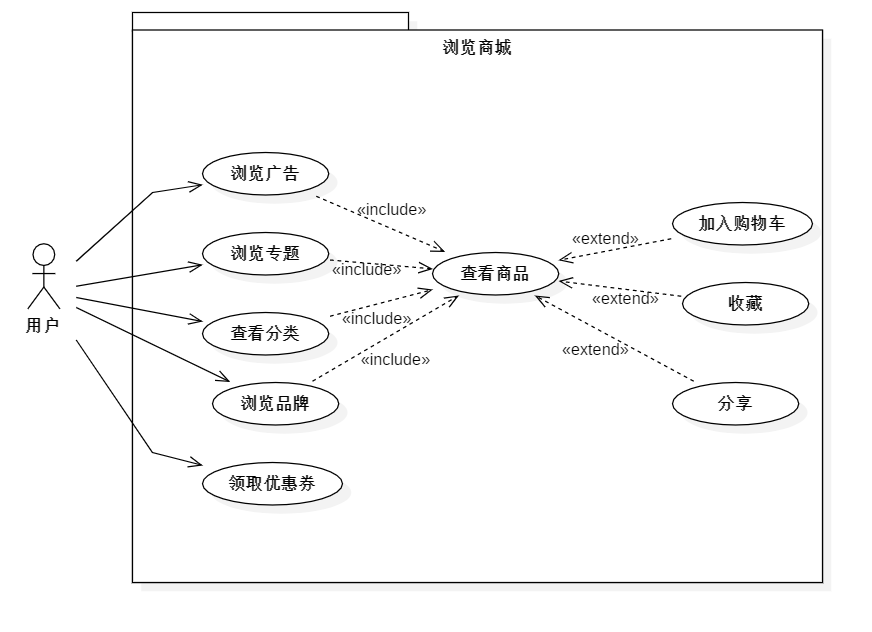 浏览商城
浏览广告
«include»
加入购物车
«extend»
浏览专题
«include»
查看商品
«extend»
收藏
用户
查看分类
«include»
«include»
«extend»
浏览品牌
分享
领取优惠券